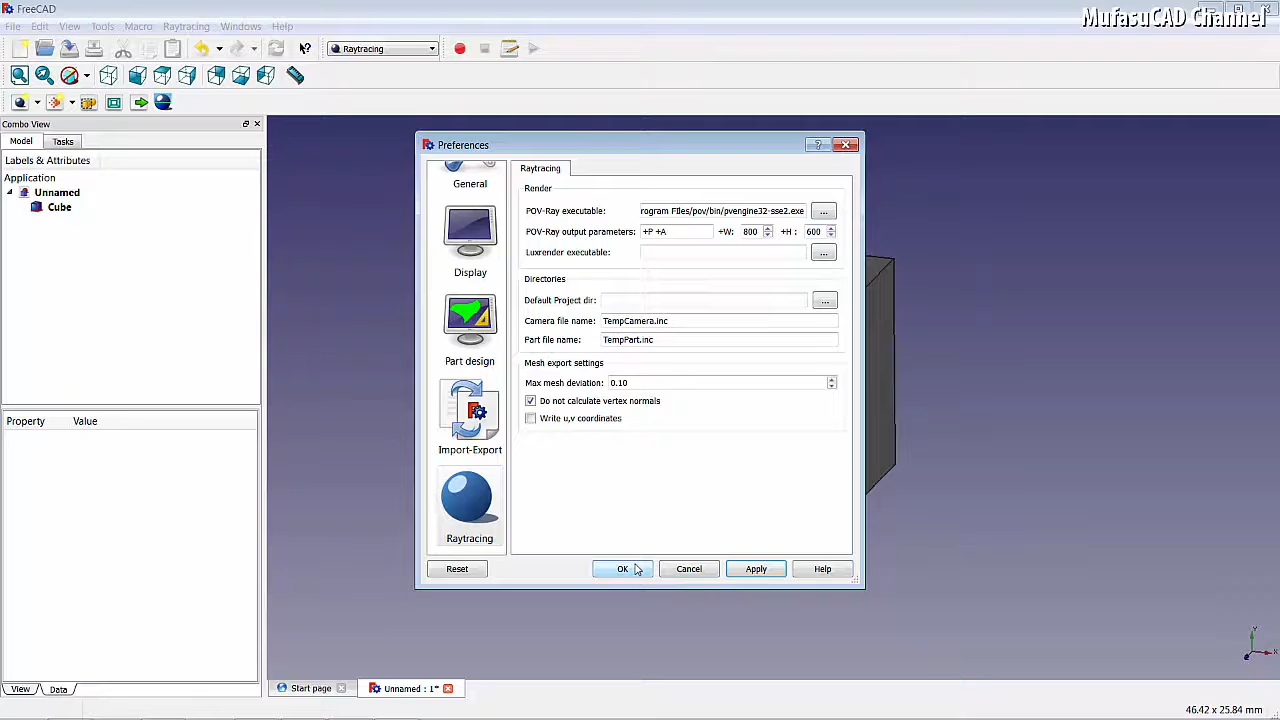 FreeCAD
MufasuCAD Channel
File Edit View Tools Macro Raytracing Windows Help
Raytracing
Combo View
Model Tasks
Labels & Attributes
Application
Unnamed
Cube
Property Value
View Data
Preferences
General
Display
Part design
Import-Export
Raytracing
Raytracing
Render
POV-Ray executable: rogram Files/pov/bin/pvengine32-sse2.exe ...
POV-Ray output parameters: +P +A +W: 800 +H : 600
Luxrender executable: ...
Directories
Default Project dir: ...
Camera file name: TempCamera.inc
Part file name: TempPart.inc
Mesh export settings
Max mesh deviation: 0.10
Do not calculate vertex normals
Write u,v coordinates
Reset OK Cancel Apply Help
Y
X
Start page Unnamed : 1*
46.42 x 25.84 mm